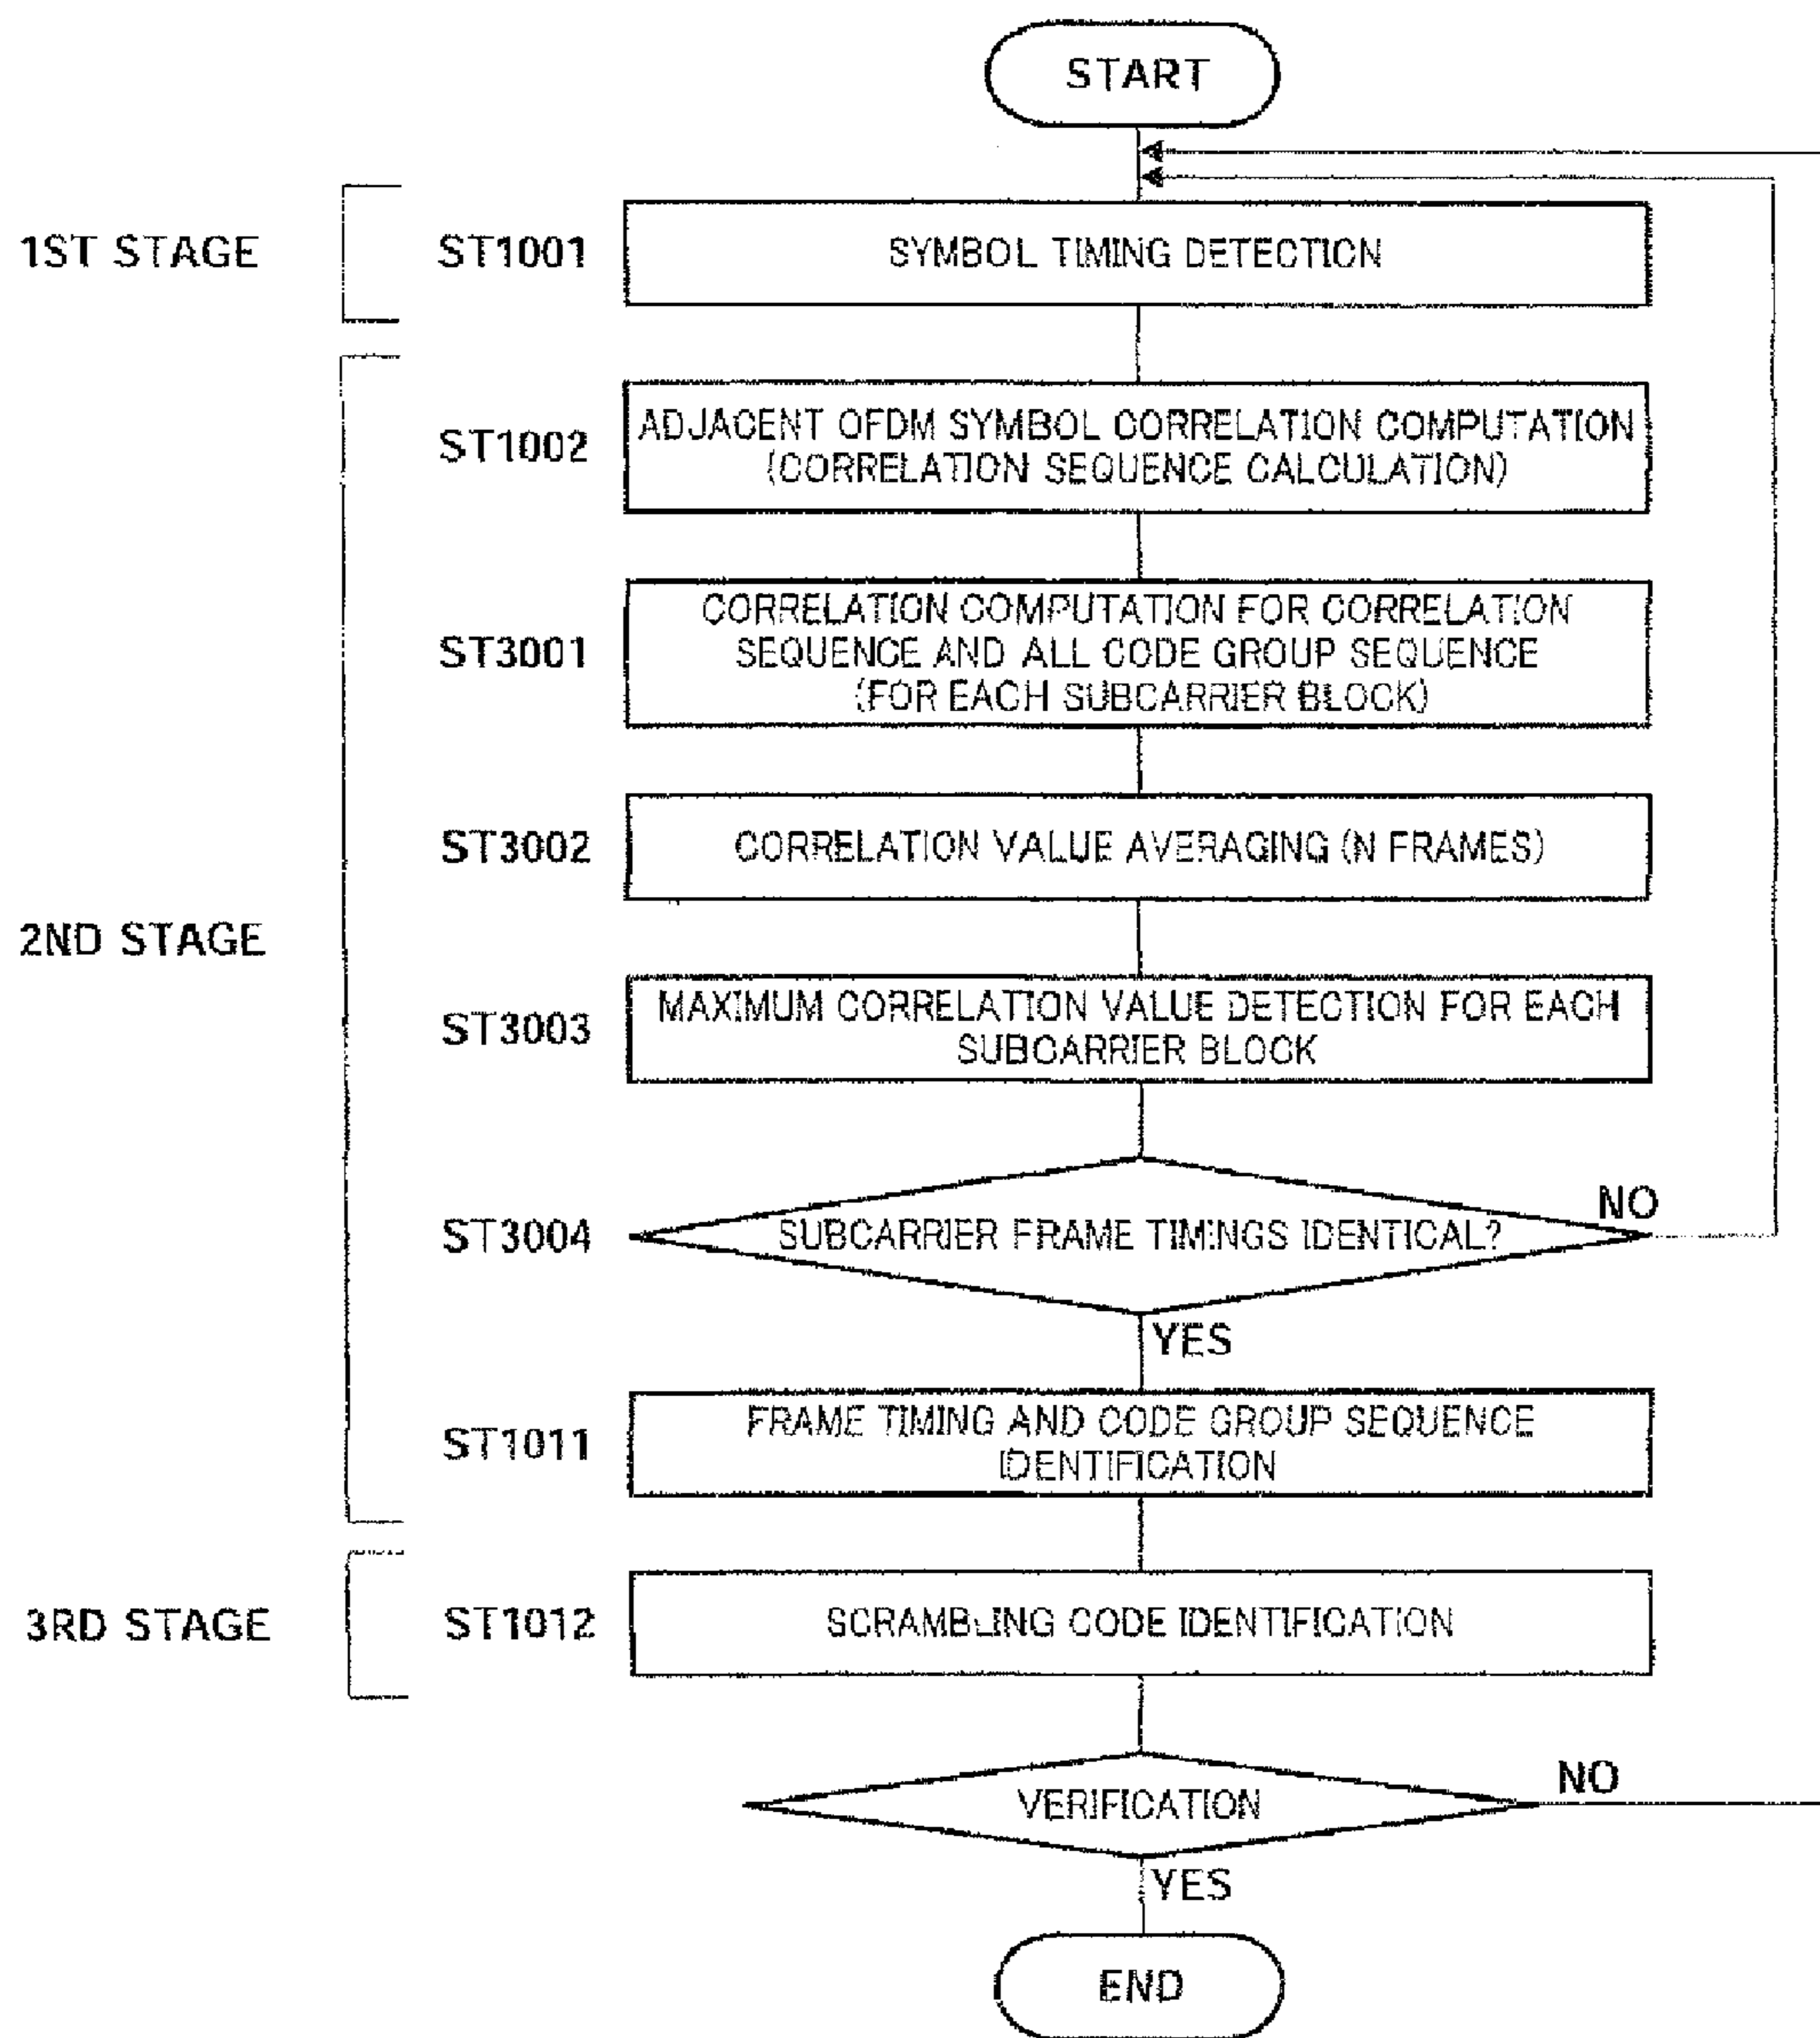 START
1ST STAGE
ST1001
SYMBOL TIMING DETECTION
ST1002
ADJACENT OFDM SYMBOL CORRELATION COMPUTATION
(CORRELATION SEQUENCE CALCULATION)
ST3001
CORRELATION COMPUTATION FOR CORRELATION
SEQUENCE AND ALL CODE GROUP SEQUENCE
(FOR EACH SUBCARRIER BLOCK)
ST3002
CORRELATION VALUE AVERAGING (N FRAMES)
2ND STAGE
ST3003
MAXIMUM CORRELATION VALUE DETECTION FOR EACH
SUBCARRIER BLOCK
ST3004
SUBCARRIER FRAME TIMINGS IDENTICAL?
NO
YES
ST1011
FRAME TIMING AND CODE GROUP SEQUENCE
IDENTIFICATION
3RD STAGE
ST1012
SCRAMBLING CODE IDENTIFICATION
VERIFICATION
NO
YES
END